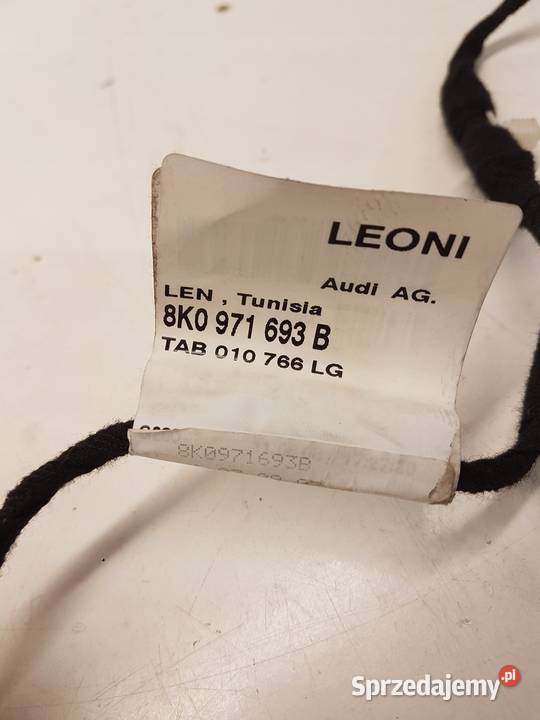 LEONI
Audi AG.
LEN , Tunisia
8K0 971 693 B
TAB 010 766 LG
8K0971693B
Sprzedajemy.pl